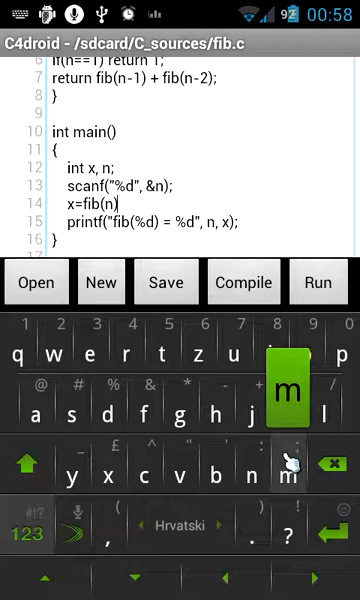 92 00:58
C4droid - /sdcard/C_sources/fib.c
6 if(n==1) return 1;
7 return fib(n-1) + fib(n-2);
8 }
9
10 int main()
11 {
12 int x, n;
13 scanf("%d", &n);
14 x=fib(n)
15 printf("fib(%d) = %d", n, x);
16 }
17
Open New Save Compile Run
1 2 3 4 5 6 7 8 9 0
q w e r t z u p
@ # % & * - + /
a s d f g h j m l
_ £ ^ " ' : ;
y x c v b n m
#!? ( ) !
123 , Hrvatski . ?